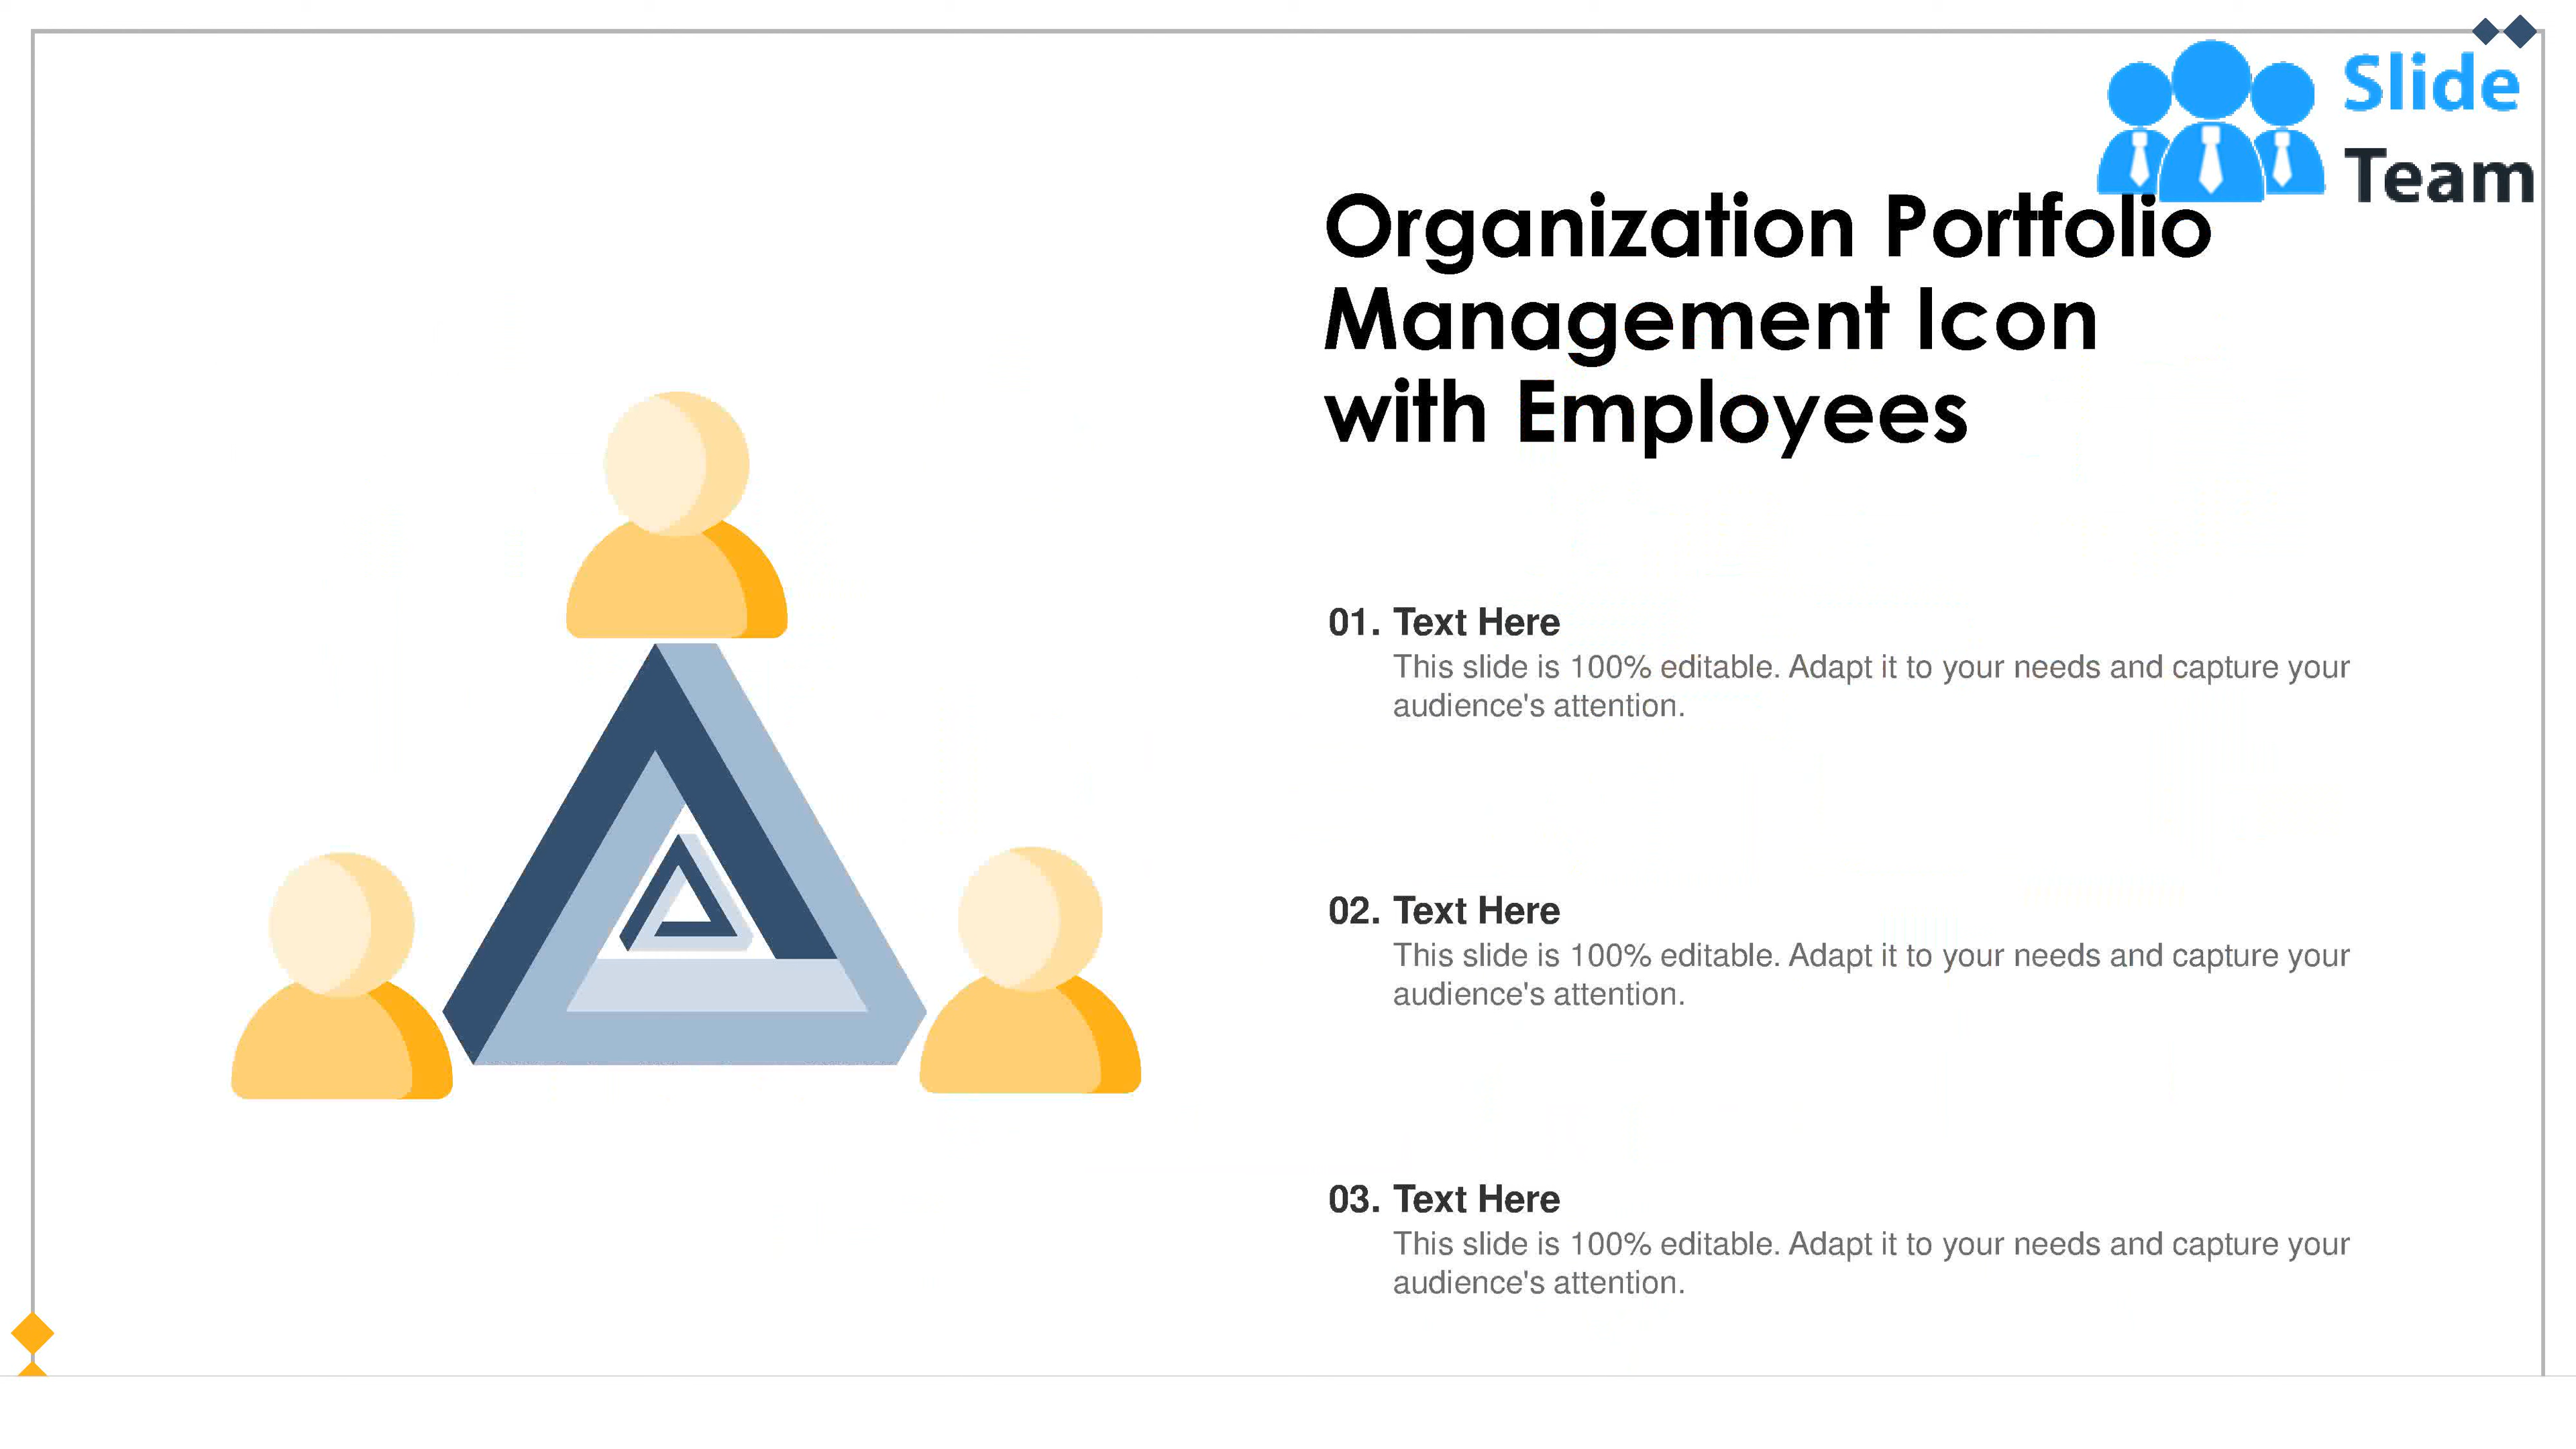 Slide
Team
Organization Portfolio
Management Icon
with Employees
01. Text Here
This slide is 100% editable. Adapt it to your needs and capture your
audience's attention.
02. Text Here
This slide is 100% editable. Adapt it to your needs and capture your
audience's attention.
03. Text Here
This slide is 100% editable. Adapt it to your needs and capture your
audience's attention.